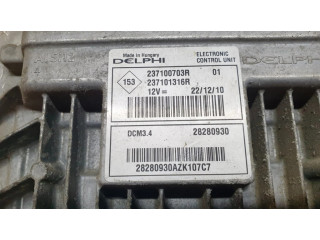 Made in Hungary
DELPHI
ELECTRONIC
CONTROL UNIT
153
237100703R 01
237101316R
12V= 22/12/10
DCM3.4 28280930
28280930AZK107C7
DELPHI